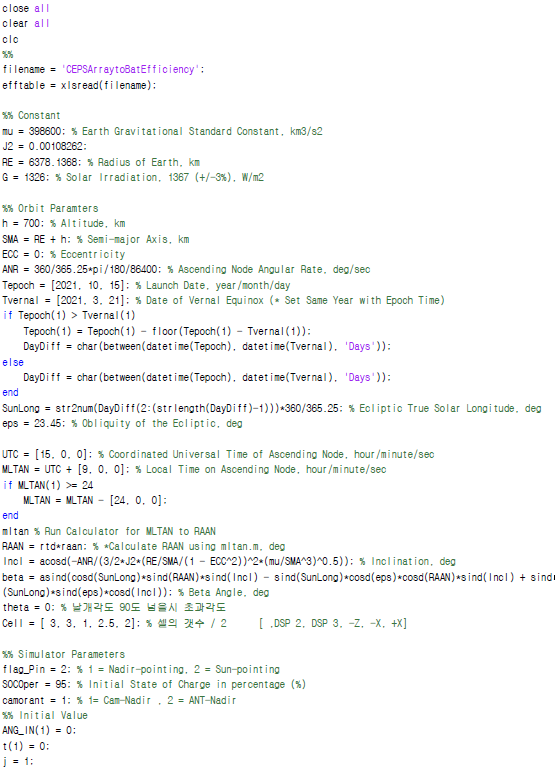 close all
clear all
clc
%%
filename = 'CEPSArraytoBatEfficiency';
efftable = xlsread(filename);
%% Constant
mu = 398600; % Earth Gravitational Standard Constant, km3/s2
J2 = 0.00108262;
RE = 6378.1368; % Radius of Earth, km
G = 1326; % Solar Irradiation, 1367 (+/-3%), W/m2
%% Orbit Paramters
h = 700; % Altitude, km
SMA = RE + h; % Semi-major Axis, km
ECC = 0; % Eccentricity
ANR = 360/365.25*pi/180/86400; % Ascending Node Angular Rate, deg/sec
Tepoch = [2021, 10, 15]; % Launch Date, year/month/day
Tvernal = [2021, 3, 21]; % Date of Vernal Equinox (* Set Same Year with Epoch Time)
if Tepoch(1) > Tvernal(1)
    Tepoch(1) = Tepoch(1) - floor(Tepoch(1) - Tvernal(1));
    DayDiff = char(between(datetime(Tepoch), datetime(Tvernal), 'Days'));
else
    DayDiff = char(between(datetime(Tepoch), datetime(Tvernal), 'Days'));
end
SunLong = str2num(DayDiff(2:(strlength(DayDiff)-1)))*360/365.25; % Ecliptic True Solar Longitude, deg
eps = 23.45; % Obliquity of the Ecliptic, deg
UTC = [15, 0, 0]; % Coordinated Universal Time of Ascending Node, hour/minute/sec
MLTAN = UTC + [9, 0, 0]; % Local Time on Ascending Node, hour/minute/sec
if MLTAN(1) >= 24
    MLTAN = MLTAN - [24, 0, 0];
end
mltan % Run Calculator for MLTAN to RAAN
RAAN = rtd*raan; % *Calculate RAAN using mltan.m, deg
Incl = acosd(-ANR/(3/2*J2*(RE/SMA/(1 - ECC^2))^2*(mu/SMA^3)^0.5)); % Inclination, deg
beta = asind(cosd(SunLong)*sind(RAAN)*sind(Incl) - sind(SunLong)*cosd(eps)*cosd(RAAN)*sind(Incl) + sind
(SunLong)*sind(eps)*cosd(Incl)); % Beta Angle, deg
theta = 0; % 날개각도 90도 넘을시 초과각도
Cell = [ 3, 3, 1, 2.5, 2]; % 셀의 갯수 / 2 [ ,DSP 2, DSP 3, -Z, -X, +X]
%% Simulator Parameters
flag_Pin = 2; % 1 = Nadir-pointing, 2 = Sun-pointing
SOCOper = 95; % Initial State of Charge in percentage (%)
camorant = 1; % 1= Cam-Nadir , 2 = ANT-Nadir
%% Initial Value
ANG_IN(1) = 0;
t(1) = 0;
j = 1;